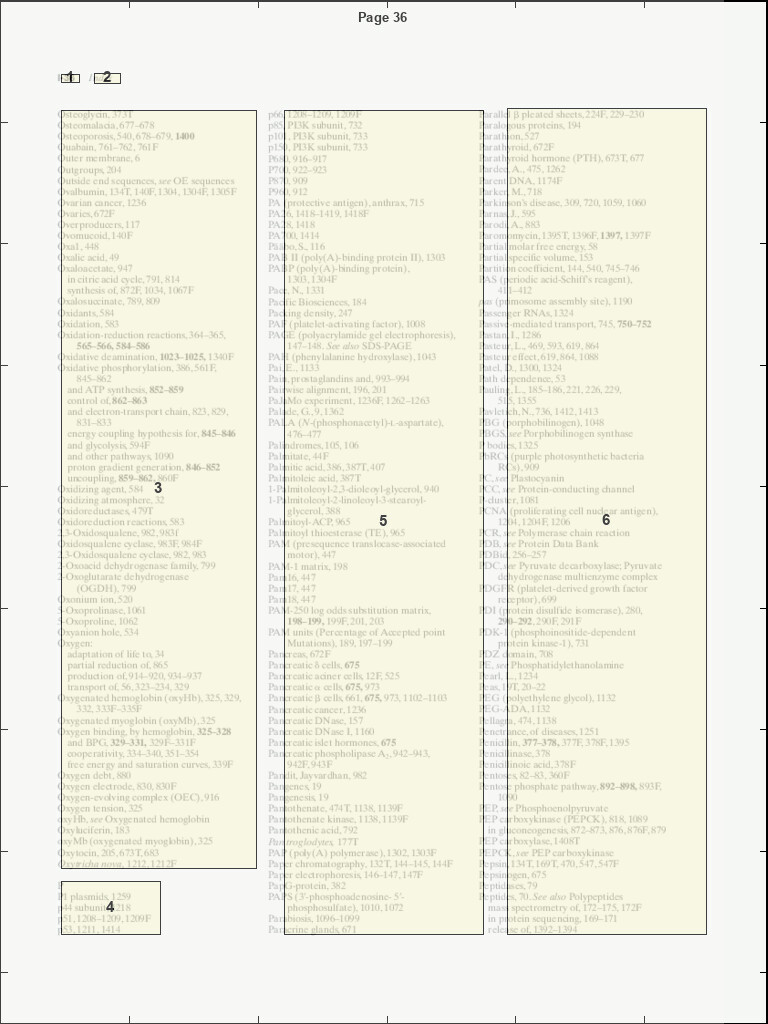 Page 36
1 2
Osteoglycin, 373T
Osteomalacia, 677–678
Osteoporosis, 540, 678–679, 1400
Ouabain, 761–762, 761F
Outer membrane, 6
Outgroups, 204
Outside end sequences, see OE sequences
Ovalbumin, 134T, 140F, 1304, 1304F, 1305F
Ovarian cancer, 1236
Ovaries, 672F
Overproducers, 117
Ovomucoid, 140F
Oxa1, 448
Oxalic acid, 49
Oxaloacetate, 947
in citric acid cycle, 791, 814
synthesis of, 872F, 1034, 1067F
Oxalosuccinate, 789, 809
Oxidants, 584
Oxidation, 583
Oxidation-reduction reactions, 364–365,
565–566, 584–586
Oxidative deamination, 1023–1025, 1340F
Oxidative phosphorylation, 386, 561F,
845–862
and ATP synthesis, 852–859
control of, 862–863
and electron-transport chain, 823, 829,
831–833
energy coupling hypothesis for, 845–846
and glycolysis, 594F
and other pathways, 1090
proton gradient generation, 846–852
uncoupling, 859–862, 860F
Oxidizing agent, 584
3
Oxidizing atmosphere, 32
Oxidoreductases, 479T
Oxidoreduction reactions, 583
2,3-Oxidosqualene, 982, 983F
Oxidosqualene cyclase, 983F, 984F
2,3-Oxidosqualene cyclase, 982, 983
2-Oxoacid dehydrogenase family, 799
2-Oxoglutarate dehydrogenase
(OGDH), 799
Oxonium ion, 520
5-Oxoprolinase, 1061
5-Oxoproline, 1062
Oxyanion hole, 534
Oxygen:
adaptation of life to, 34
partial reduction of, 865
production of, 914–920, 934–937
transport of, 56, 323–234, 329
Oxygenated hemoglobin (oxyHb), 325, 329,
332, 333F–335F
Oxygenated myoglobin (oxyMb), 325
Oxygen binding, by hemoglobin, 325–328
and BPG, 329–331, 329F–331F
cooperativity, 334–340, 351–354
free energy and saturation curves, 339F
Oxygen debt, 880
Oxygen electrode, 830, 830F
Oxygen-evolving complex (OEC), 916
Oxygen tension, 325
oxyHb, see Oxygenated hemoglobin
Oxyluciferin, 183
oxyMb (oxygenated myoglobin), 325
Oxytocin, 205, 673T, 683
Oxytricha nova, 1212, 1212F
P
P1 plasmids, 1259
p44 subunit, 1218
4
p51, 1208–1209, 1209F
p53, 1211, 1414
p66, 1208–1209, 1209F
p85, PI3K subunit, 732
p101, PI3K subunit, 733
p150, PI3K subunit, 733
P680, 916–917
P700, 922–923
P870, 909
P960, 912
PA (protective antigen), anthrax, 715
PA26, 1418–1419, 1418F
PA28, 1418
PA700, 1414
Pääbo, S., 116
PAB II (poly(A)-binding protein II), 1303
PABP (poly(A)-binding protein),
1303, 1304F
Pace, N., 1331
Pacific Biosciences, 184
Packing density, 247
PAF (platelet-activating factor), 1008
PAGE (polyacrylamide gel electrophoresis),
147–148. See also SDS-PAGE
PAH (phenylalanine hydroxylase), 1043
Pai, E., 1133
Pain, prostaglandins and, 993–994
Pairwise alignment, 196, 201
PaJaMo experiment, 1236F, 1262–1263
Palade, G., 9, 1362
PALA (N-(phosphonacetyl)-L-aspartate),
476–477
Palindromes, 105, 106
Palmitate, 44F
Palmitic acid, 386, 387T, 407
Palmitoleic acid, 387T
1-Palmitoleoyl-2,3-dioleoyl-glycerol, 940
1-Palmitoleoyl-2-linoleoyl-3-stearoyl-
glycerol, 388
Palmitoyl-ACP, 965
5
Palmitoyl thioesterase (TE), 965
PAM (presequence translocase-associated
motor), 447
PAM-1 matrix, 198
Pam16, 447
Pam17, 447
Pam18, 447
PAM-250 log odds substitution matrix,
198–199, 199F, 201, 203
PAM units (Percentage of Accepted point
Mutations), 189, 197–199
Pancreas, 672F
Pancreatic δ cells, 675
Pancreatic aciner cells, 12F, 525
Pancreatic α cells, 675, 973
Pancreatic β cells, 661, 675, 973, 1102–1103
Pancreatic cancer, 1236
Pancreatic DNase, 157
Pancreatic DNase I, 1160
Pancreatic islet hormones, 675
Pancreatic phospholipase A2, 942–943,
942F, 943F
Pandit, Jayvardhan, 982
Pangenes, 19
Pangenesis, 19
Pantothenate, 474T, 1138, 1139F
Pantothenate kinase, 1138, 1139F
Pantothenic acid, 792
Pan troglodytes, 177T
PAP (poly(A) polymerase), 1302, 1303F
Paper chromatography, 132T, 144–145, 144F
Paper electrophoresis, 146–147, 147F
PapG-protein, 382
PAPS (3'-phosphoadenosine- 5'-
phosphosulfate), 1010, 1072
Parabiosis, 1096–1099
Paracrine glands, 671
Parallel β pleated sheets, 224F, 229–230
Paralogous proteins, 194
Parathion, 527
Parathyroid, 672F
Parathyroid hormone (PTH), 673T, 677
Pardee, A., 475, 1262
Parent DNA, 1174F
Parker, M., 718
Parkinson's disease, 309, 720, 1059, 1060
Parnas, J., 595
Parodi, A., 883
Paromomycin, 1395T, 1396F, 1397, 1397F
Partial molar free energy, 58
Partial specific volume, 153
Partition coefficient, 144, 540, 745–746
PAS (periodic acid-Schiff's reagent),
411–412
pas (primosome assembly site), 1190
Passenger RNAs, 1324
Passive-mediated transport, 745, 750–752
Pastan, I., 1286
Pasteur, L., 469, 593, 619, 864
Pasteur effect, 619, 864, 1088
Patel, D., 1300, 1324
Path dependence, 53
Pauling, L., 185–186, 221, 226, 229,
515, 1355
Pavletich, N., 736, 1412, 1413
PBG (porphobilinogen), 1048
PBGS, see Porphobilinogen synthase
P bodies, 1325
PbRCs (purple photosynthetic bacteria
RCs), 909
PC, see Plastocyanin
PCC, see Protein-conducting channel
P-cluster, 1081
PCNA (proliferating cell nuclear antigen),
1204, 1204F, 1206
6
PCR, see Polymerase chain reaction
PDB, see Protein Data Bank
PDBid, 256–257
PDC, see Pyruvate decarboxylase; Pyruvate
dehydrogenase multienzyme complex
PDGFR (platelet-derived growth factor
receptor), 699
PDI (protein disulfide isomerase), 280,
290–292, 290F, 291F
PDK-1 (phosphoinositide-dependent
protein kinase-1), 731
PDZ domain, 708
PE, see Phosphatidylethanolamine
Pearl, L., 1234
Peas, 19T, 20–22
PEG (polyethylene glycol), 1132
PEG-ADA, 1132
Pellagra, 474, 1138
Penetrance, of diseases, 1251
Penicillin, 377–378, 377F, 378F, 1395
Penicillinase, 378
Penicillinoic acid, 378F
Pentoses, 82–83, 360F
Pentose phosphate pathway, 892–898, 893F,
1090
PEP, see Phosphoenolpyruvate
PEP carboxykinase (PEPCK), 818, 1089
in gluconeogenesis, 872–873, 876, 876F, 879
PEP carboxylase, 1408T
PEPCK, see PEP carboxykinase
Pepsin, 134T, 169T, 470, 547, 547F
Pepsinogen, 675
Peptidases, 79
Peptides, 70. See also Polypeptides
mass spectrometry of, 172–175, 172F
in protein sequencing, 169–171
release of, 1392–1394